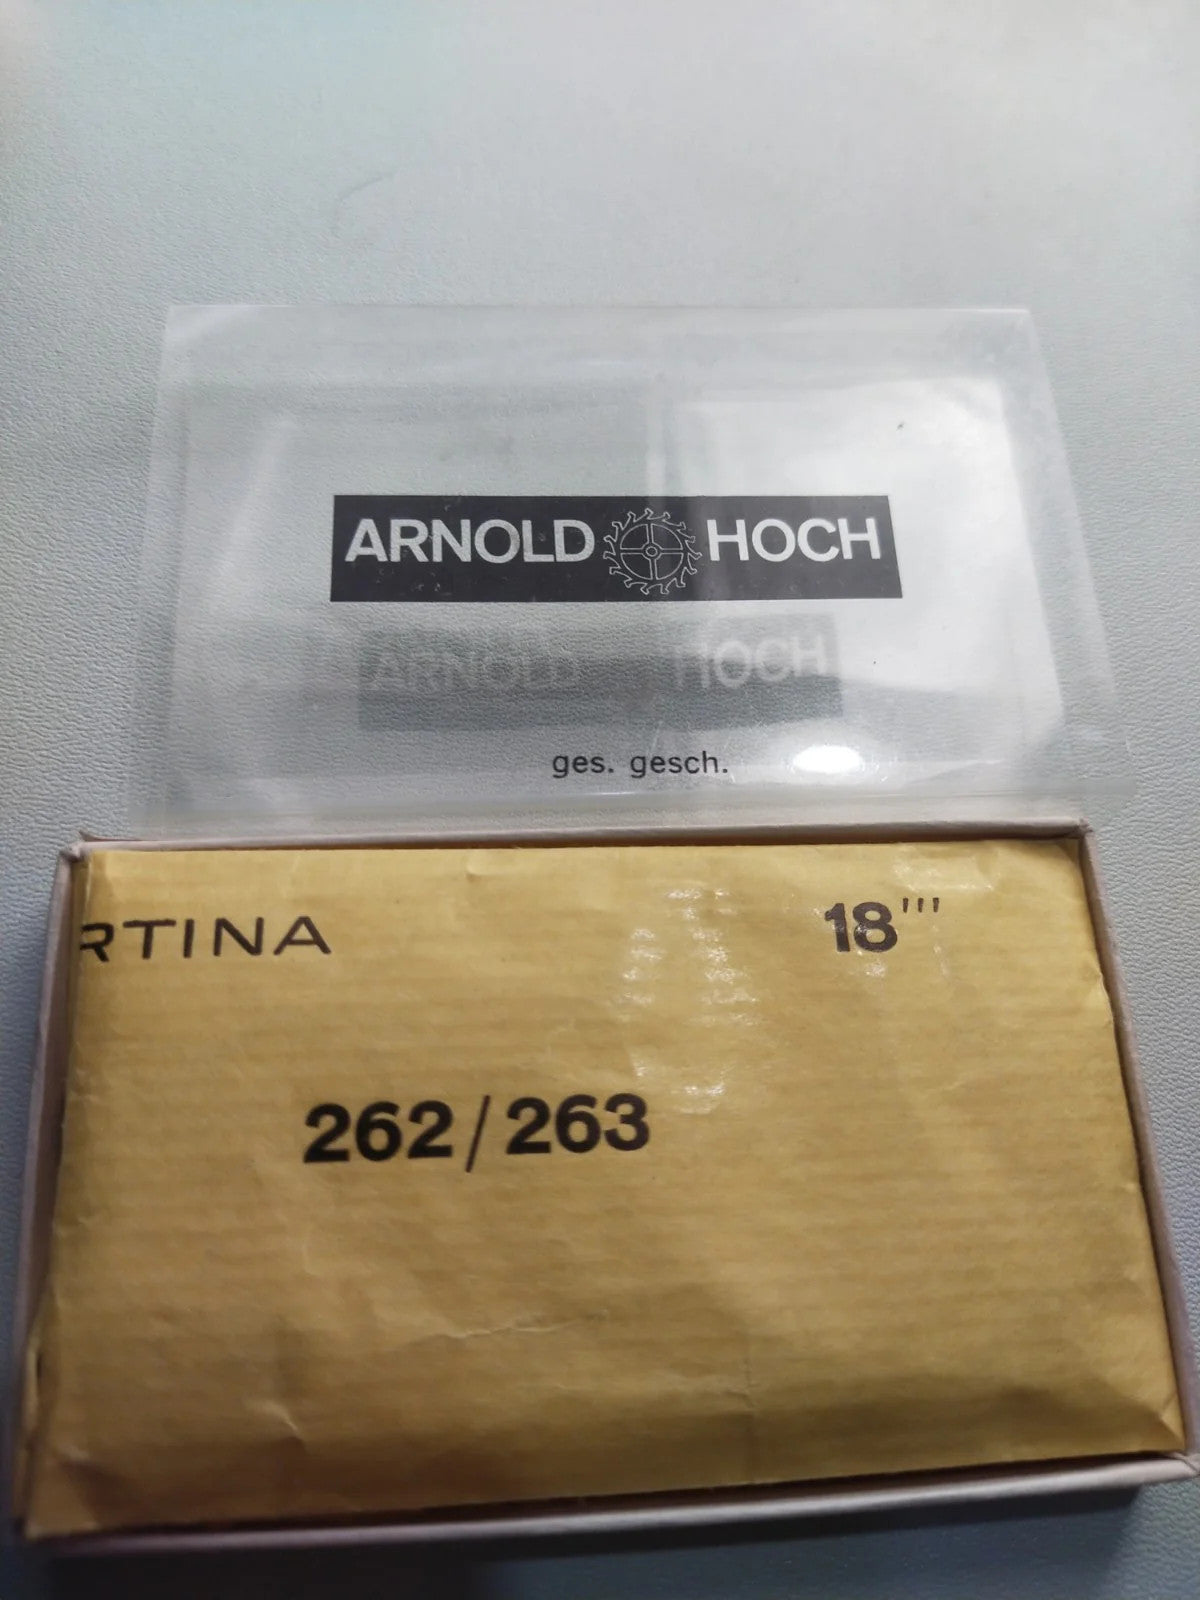 ARNOLD HOCH
ARNOLD HOCH
ges. gesch.
RTINA 18'''
262/263